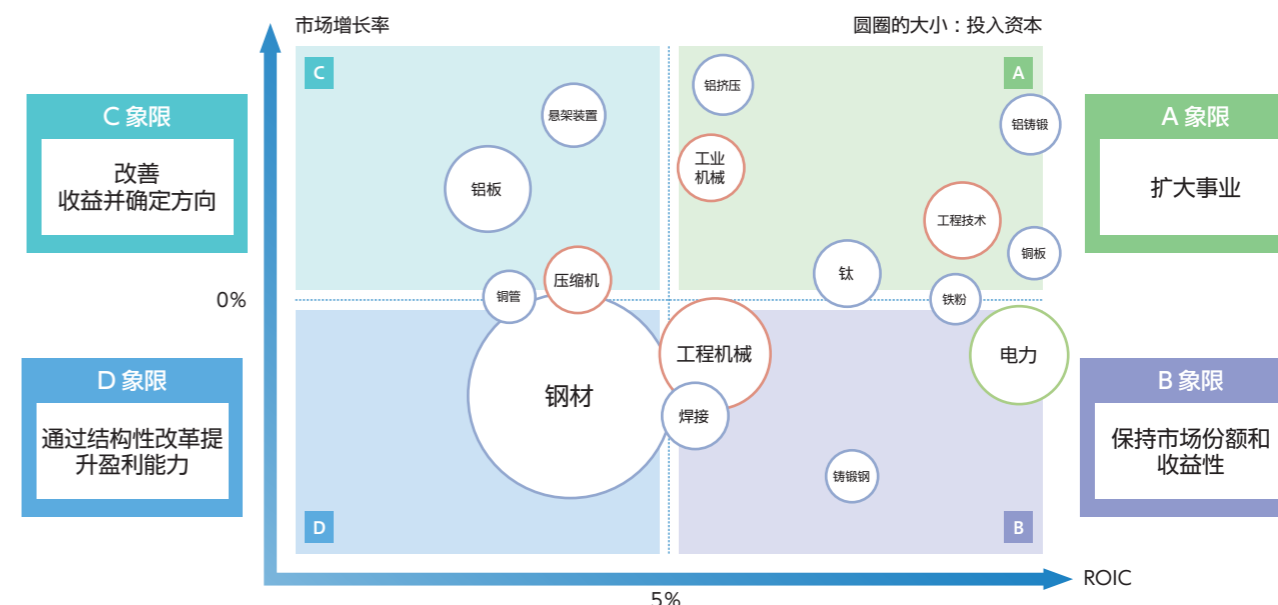 市场增长率
圆圈的大小：投入资本
C
A
铝挤压
悬架装置
铝铸锻
C 象限
改善
收益并确定方向
A 象限
扩大事业
工业
机械
铝板
工程技术
铜板
压缩机
钛
铜管
铁粉
0%
工程机械
电力
钢材
焊接
铸锻钢
D 象限
通过结构性改革提
升盈利能力
B 象限
保持市场份额和
收益性
D
B
ROIC
5%